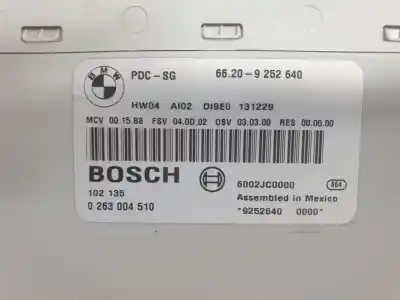 BMW
PDC-SG 66.20-9 252 640
HW04 AI02 DI9E0 131229
MCV 00.15.88 FSV 04.00.02 OSV 03.03.00 RES 00.00.00
BOSCH
102 135
0 263 004 510
6002JC0000 884
Assembled in Mexico
"9252640 0000"